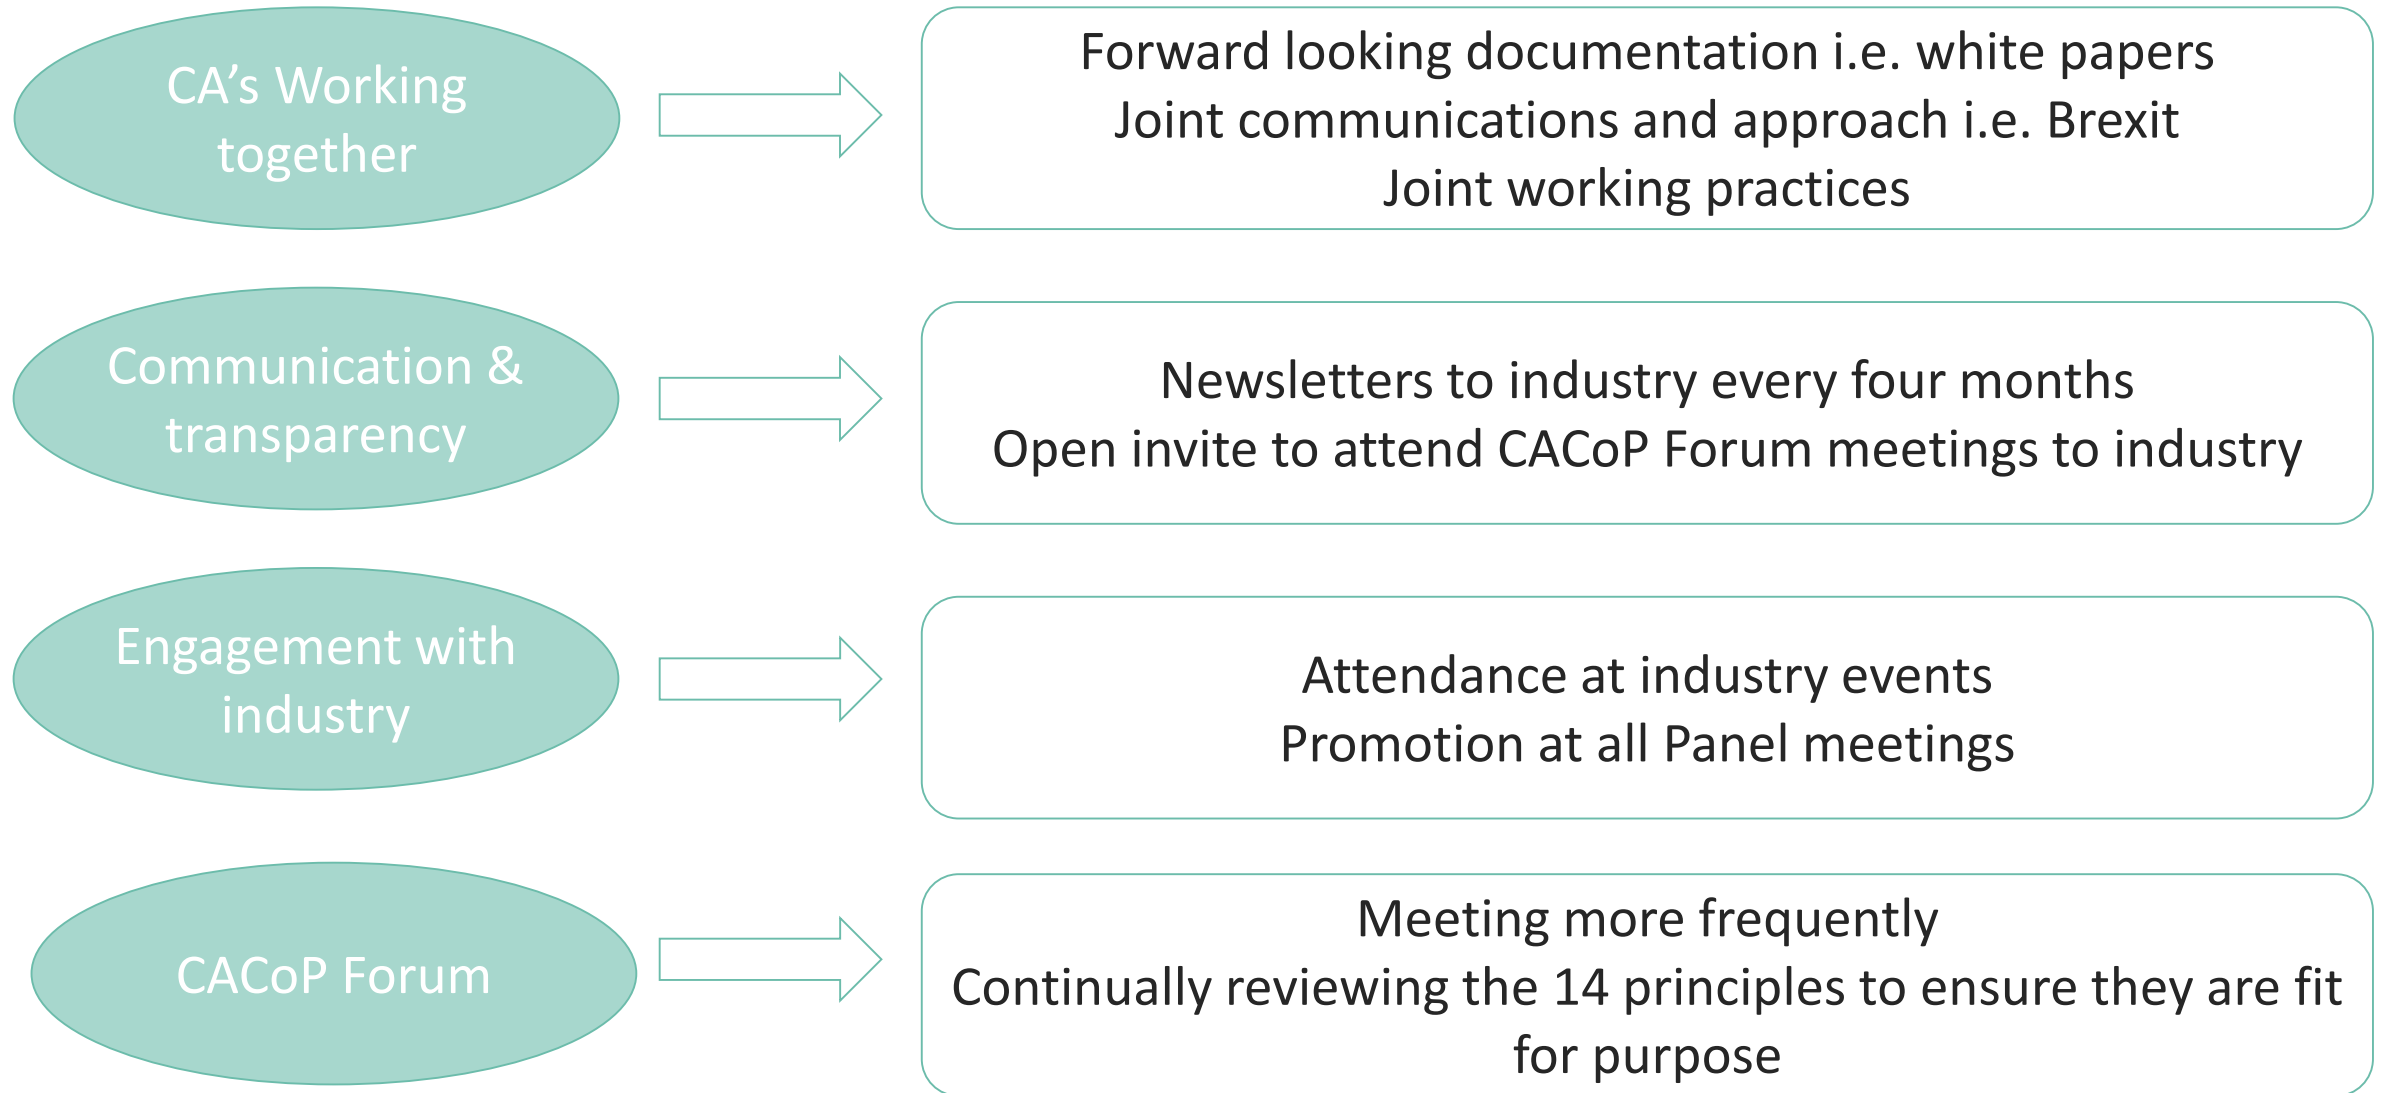 CA’s Working
together
Forward looking documentation i.e. white papers
Joint communications and approach i.e. Brexit
Joint working practices
Communication &
transparency
Newsletters to industry every four months
Open invite to attend CACoP Forum meetings to industry
Engagement with
industry
Attendance at industry events
Promotion at all Panel meetings
CACoP Forum
Meeting more frequently
Continually reviewing the 14 principles to ensure they are fit
for purpose